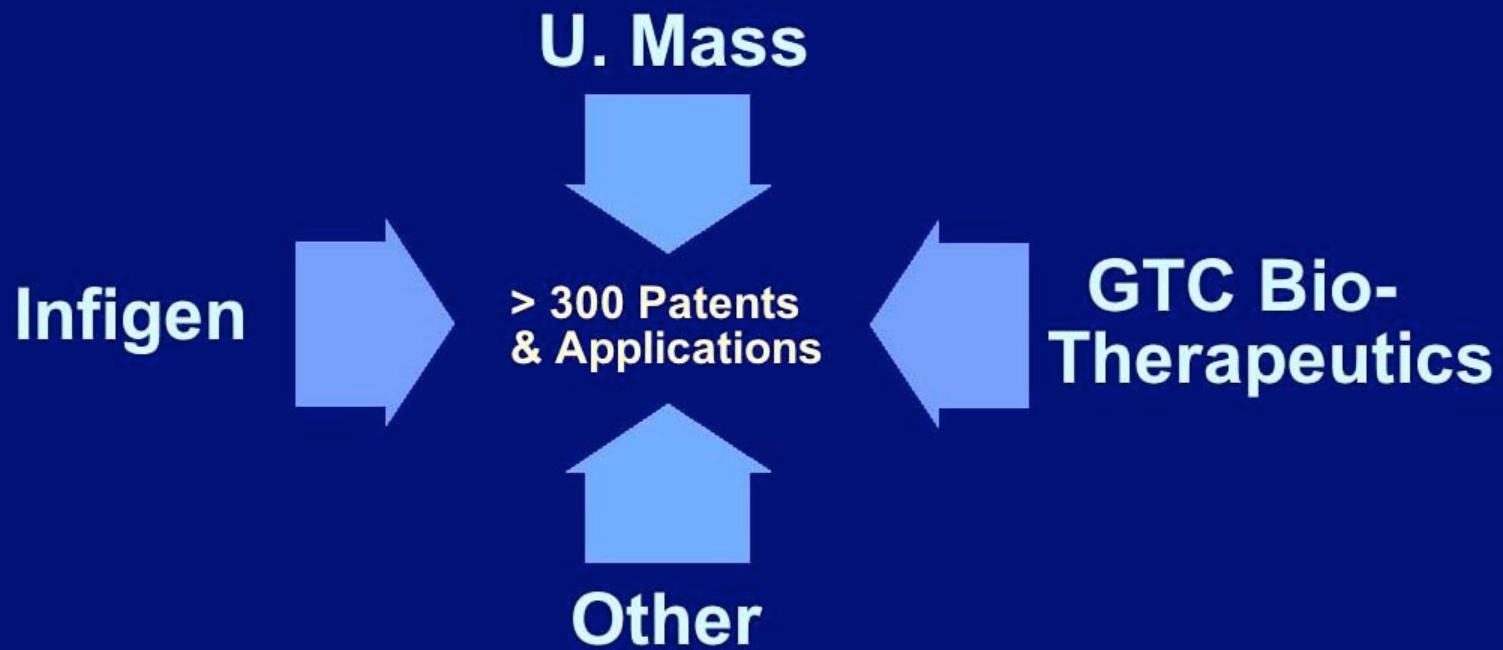 U. Mass
Infigen
> 300 Patents
& Applications
GTC Bio-
Therapeutics
Other